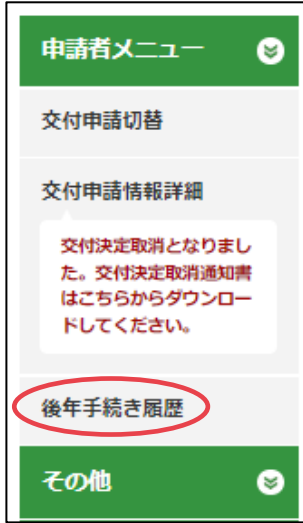 申請者メニュー
交付申請切替
交付申請情報詳細
交付決定取消となりまし
た。交付決定取消通知書
はこちらからダウンロー
ドしてください。
後年手続き履歴
その他